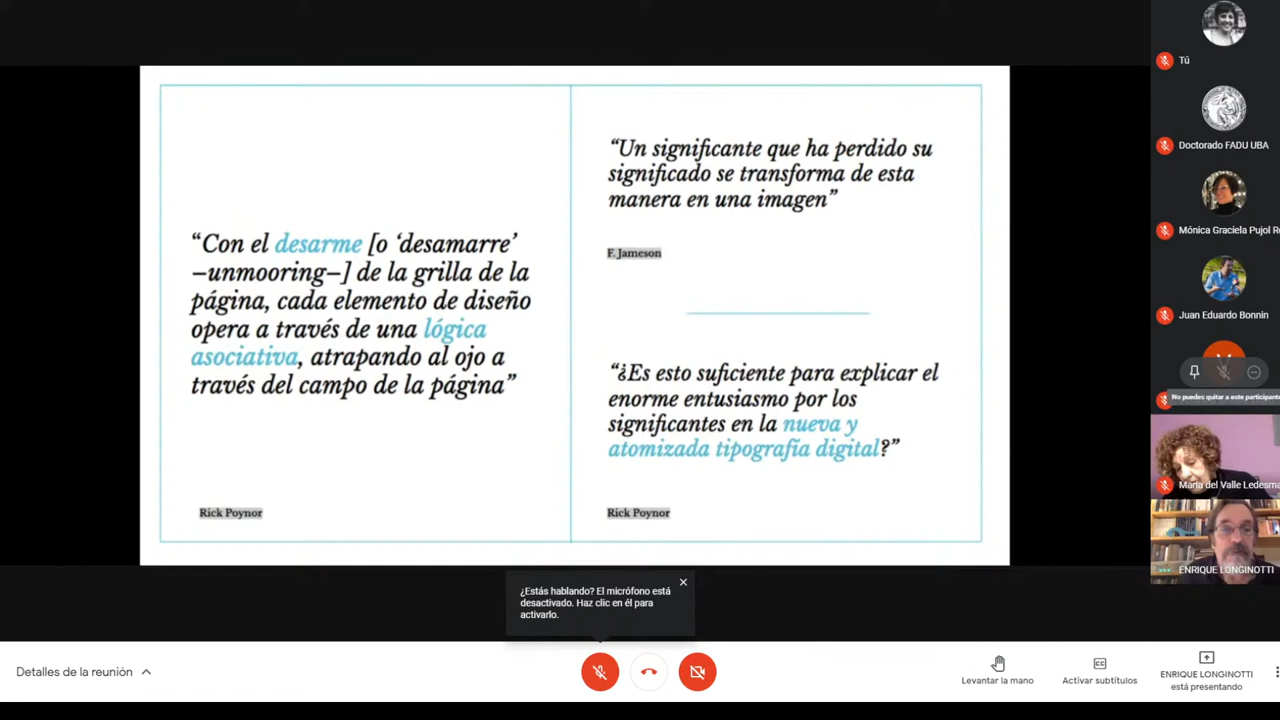 “Con el desarme [o ‘desamarre’
–unmooring–] de la grilla de la
página, cada elemento de diseño
opera a través de una lógica
asociativa, atrapando al ojo a
través del campo de la página”
Rick Poynor
“Un significante que ha perdido su
significado se transforma de esta
manera en una imagen”
F. Jameson
“¿Es esto suficiente para explicar el
enorme entusiasmo por los
significantes en la nueva y
atomizada tipografía digital?”
Rick Poynor
Tú
Doctorado FADU UBA
Mónica Graciela Pujol R
Juan Eduardo Bonnin
No puedes quitar a este participante
María del Valle Ledesma
ENRIQUE LONGINOTTI
¿Estás hablando? El micrófono está
desactivado. Haz clic en él para
activarlo.
Detalles de la reunión
Levantar la mano
Activar subtítulos
ENRIQUE LONGINOTTI
está presentando